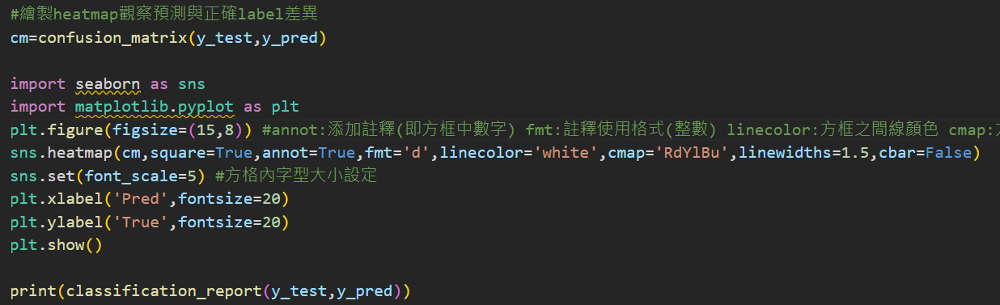 #繪製heatmap觀察預測與正確label差異
cm=confusion_matrix(y_test,y_pred)
import seaborn as sns
import matplotlib.pyplot as plt
plt.figure(figsize=(15,8)) #annot:添加註釋(即方框中數字) fmt:註釋使用格式(整數) linecolor:方框之間線顏色 cmap:
sns.heatmap(cm,square=True,annot=True,fmt='d',linecolor='white',cmap='RdYlBu',linewidths=1.5,cbar=False)
sns.set(font_scale=5) #方格內字型大小設定
plt.xlabel('Pred',fontsize=20)
plt.ylabel('True',fontsize=20)
plt.show()
print(classification_report(y_test,y_pred))